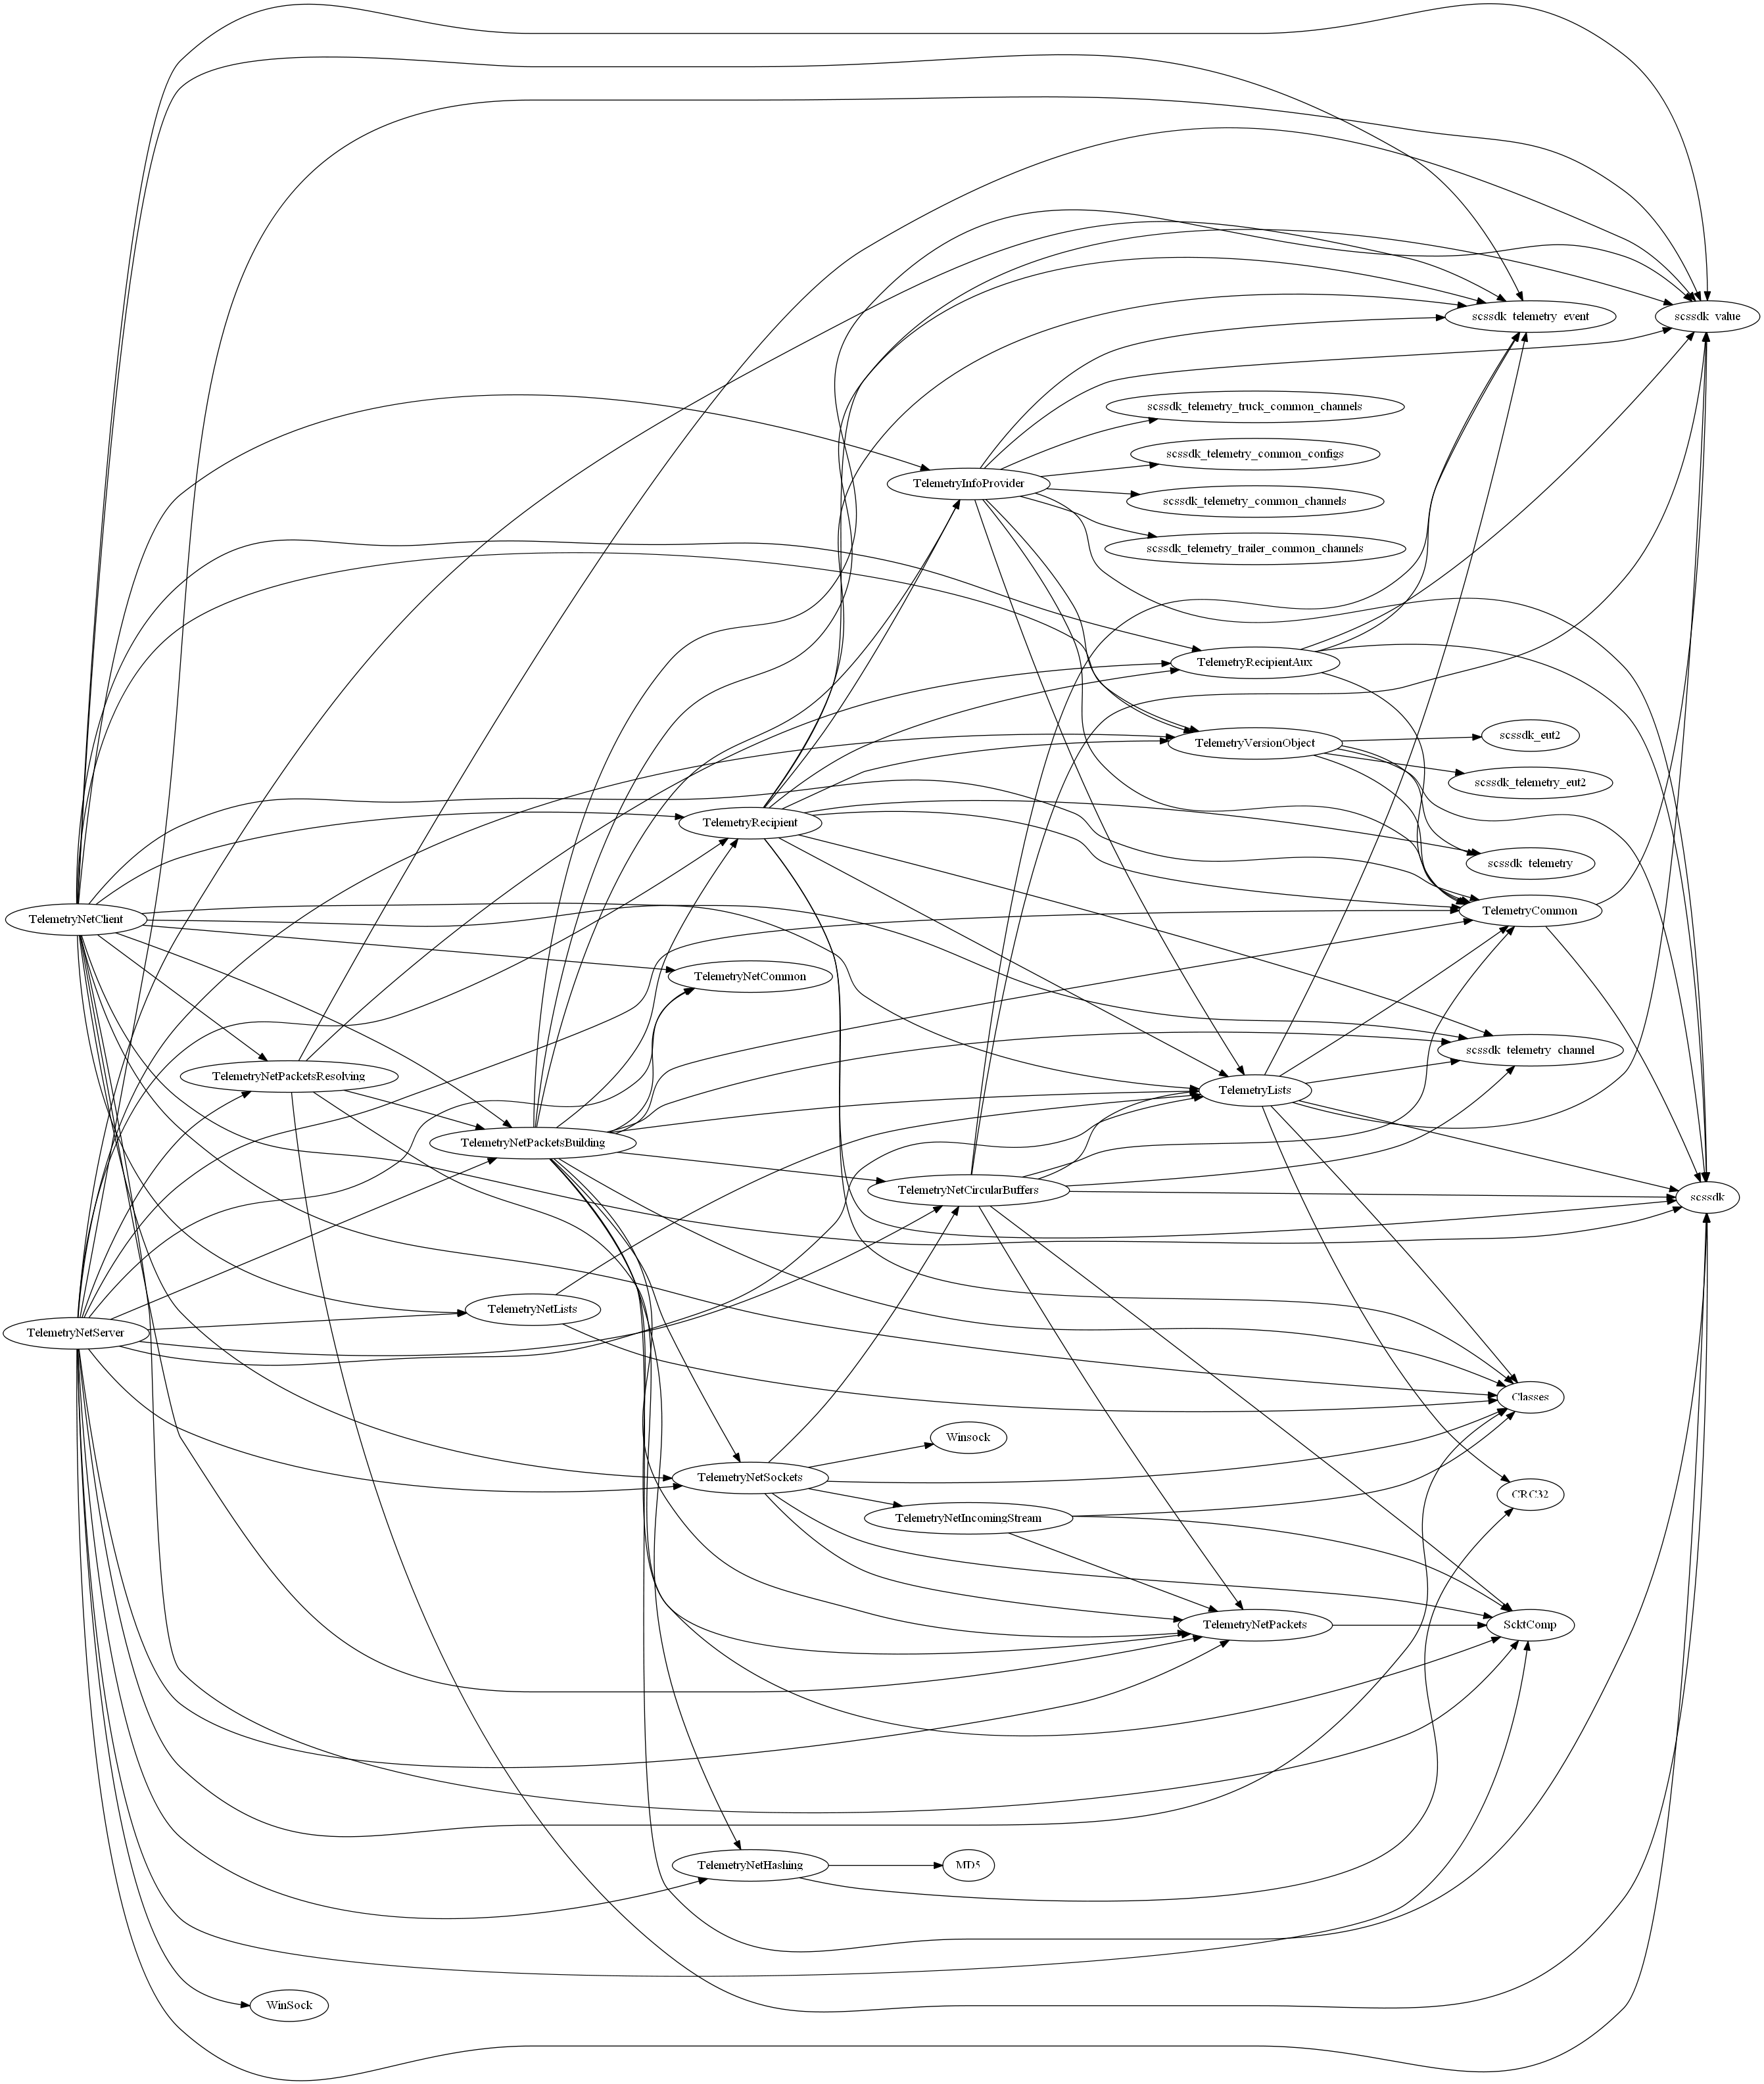 scssdk_telemetry_event
scssdk_value
scssdk_telemetry_truck_common_channels
scssdk_telemetry_common_configs
TelemetryInfoProvider
scssdk_telemetry_common_channels
scssdk_telemetry_trailer_common_channels
TelemetryRecipientAux
scssdk_eut2
TelemetryVersionObject
scssdk_telemetry_eut2
TelemetryRecipient
scssdk_telemetry
TelemetryCommon
TelemetryNetClient
TelemetryNetCommon
scssdk_telemetry_channel
TelemetryNetPacketsResolving
TelemetryLists
TelemetryNetPacketsBuilding
TelemetryNetCircularBuffers
scssdk
TelemetryNetLists
TelemetryNetServer
Classes
Winsock
TelemetryNetSockets
CRC32
TelemetryNetIncomingStream
TelemetryNetPackets
ScktComp
TelemetryNetHashing
MD5
WinSock